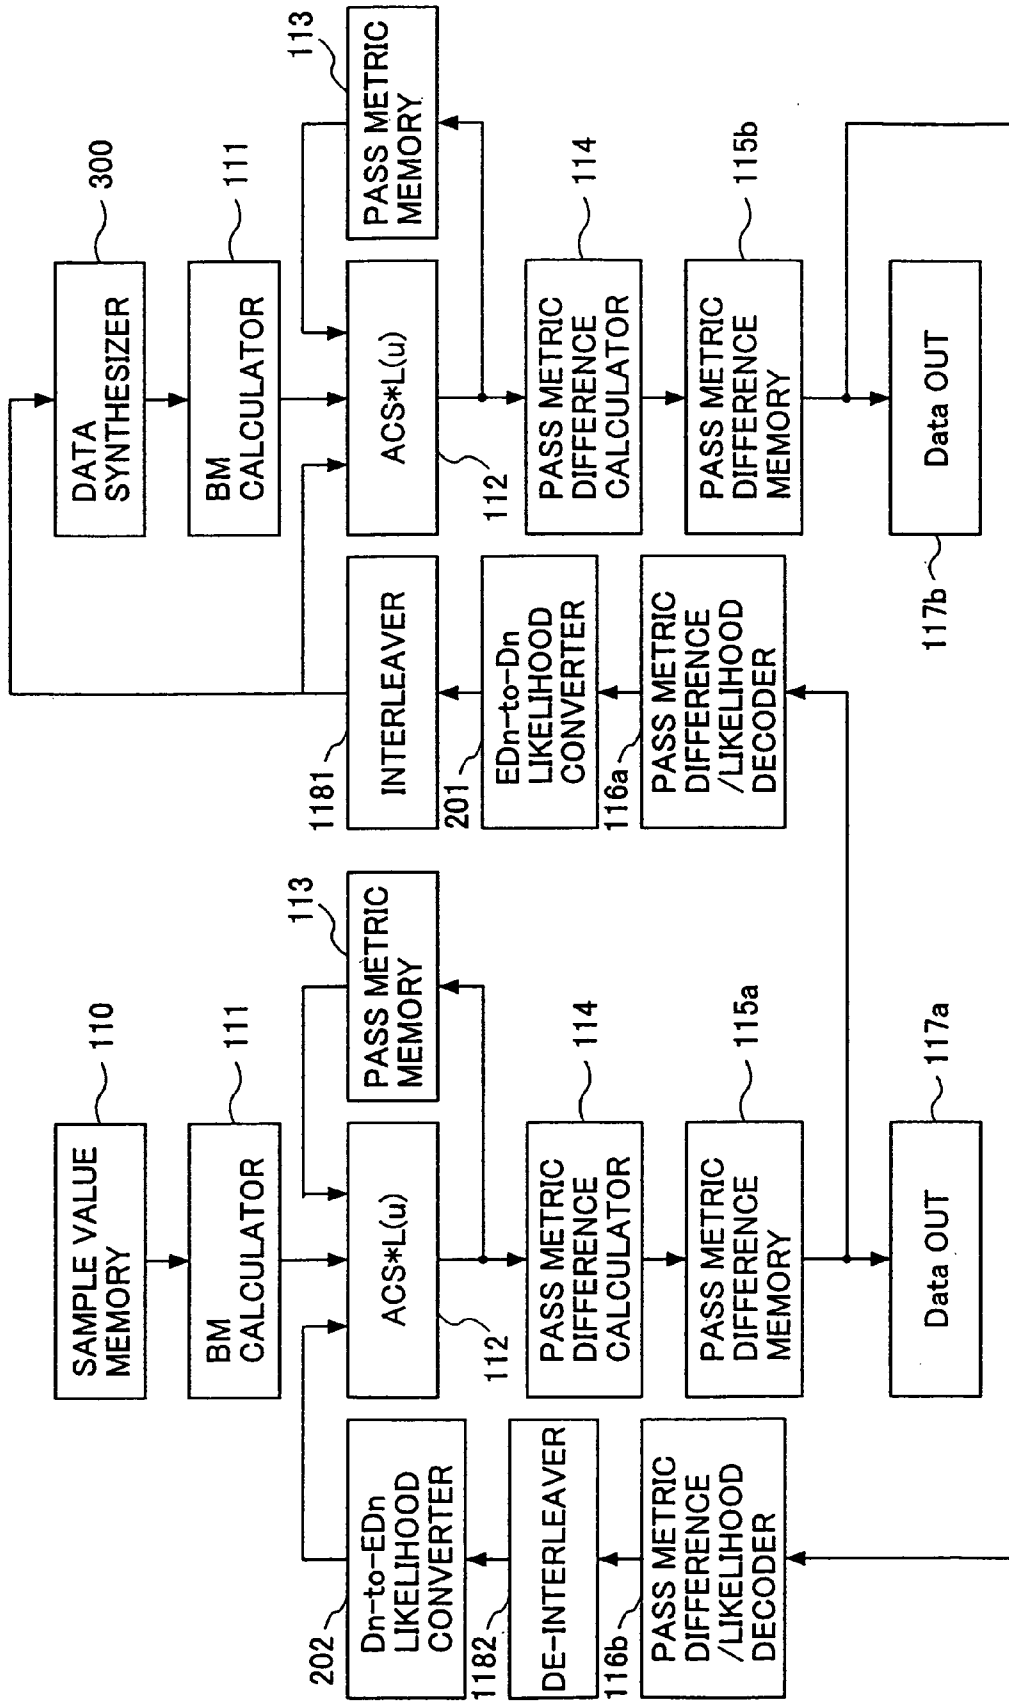 110
SAMPLE VALUE
MEMORY
111
BM
CALCULATOR
202
Dn-to-EDn
LIKELIHOOD
CONVERTER
ACS*L(u)
112
113
PASS METRIC
MEMORY
1182
DE-INTERLEAVER
114
PASS METRIC
DIFFERENCE
CALCULATOR
116b
PASS METRIC
DIFFERENCE
/LIKELIHOOD
DECODER
115a
PASS METRIC
DIFFERENCE
MEMORY
117a
Data OUT
300
DATA
SYNTHESIZER
111
BM
CALCULATOR
1181
INTERLEAVER
ACS*L(u)
112
113
PASS METRIC
MEMORY
201
EDn-to-Dn
LIKELIHOOD
CONVERTER
114
PASS METRIC
DIFFERENCE
CALCULATOR
116a
PASS METRIC
DIFFERENCE
/LIKELIHOOD
DECODER
115b
PASS METRIC
DIFFERENCE
MEMORY
117b
Data OUT